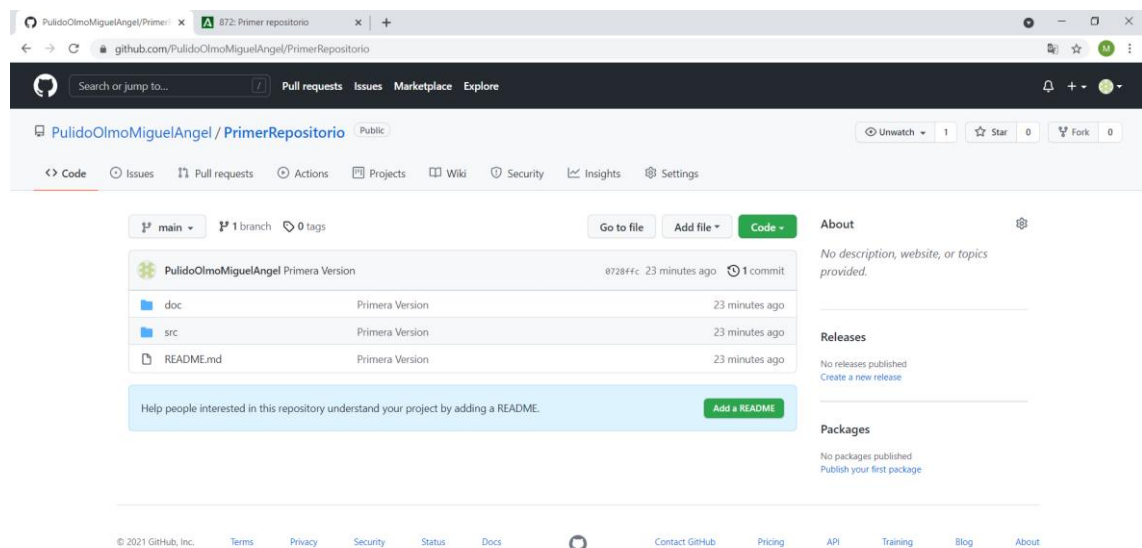 PulidoOlmoMiguelAngel/Primer
872: Primer repositorio
github.com/PulidoOlmoMiguelAngel/PrimerRepositorio
M
Search or jump to... /
Pull requests Issues Marketplace Explore
PulidoOlmoMiguelAngel / PrimerRepositorio Public
Unwatch 1 Star 0 Fork 0
Code Issues Pull requests Actions Projects Wiki Security Insights Settings
main 1 branch 0 tags Go to file Add file Code
PulidoOlmoMiguelAngel Primera Version 0728ffc 23 minutes ago 1 commit
doc Primera Version 23 minutes ago
src Primera Version 23 minutes ago
README.md Primera Version 23 minutes ago
Help people interested in this repository understand your project by adding a README. Add a README
About
No description, website, or topics
provided.
Releases
No releases published
Create a new release
Packages
No packages published
Publish your first package
© 2021 GitHub, Inc. Terms Privacy Security Status Docs Contact GitHub Pricing API Training Blog About